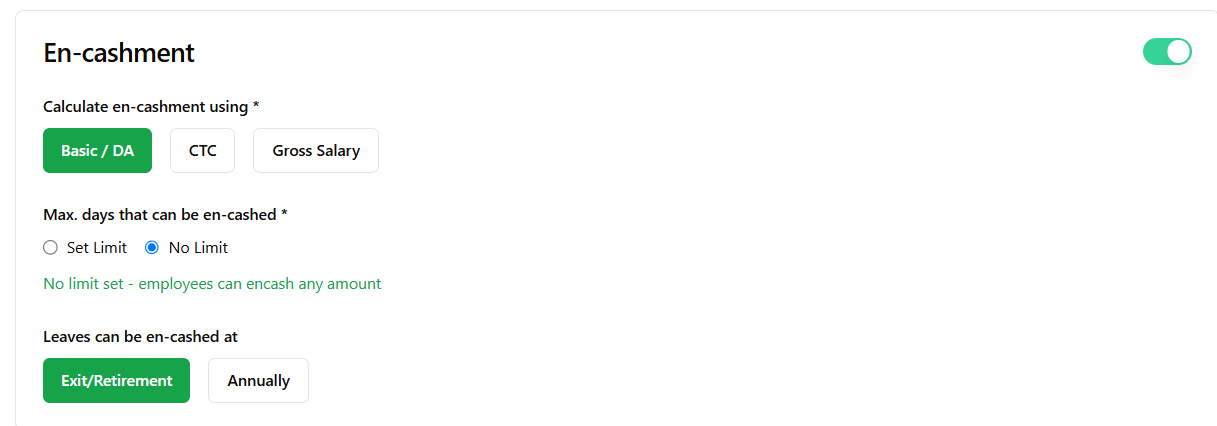 En-cashment
Calculate en-cashment using *
Basic / DA CTC Gross Salary
Max. days that can be en-cashed *
Set Limit No Limit
No limit set - employees can encash any amount
Leaves can be en-cashed at
Exit/Retirement Annually